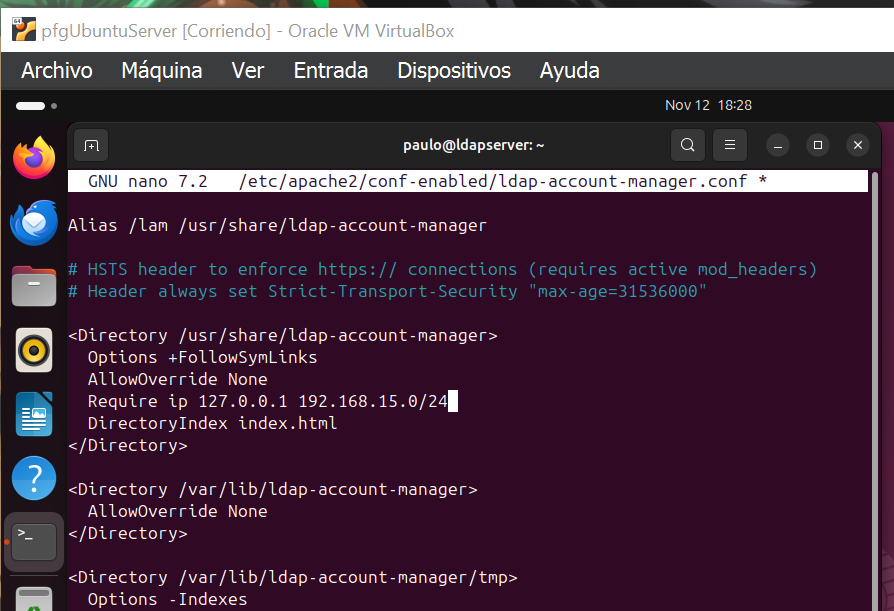 pfgUbuntuServer [Corriendo] - Oracle VM VirtualBox
Archivo Máquina Ver Entrada Dispositivos Ayuda
Nov 12 18:28
paulo@ldapserver: ~
GNU nano 7.2 /etc/apache2/conf-enabled/ldap-account-manager.conf *
Alias /lam /usr/share/ldap-account-manager
# HSTS header to enforce https:// connections (requires active mod_headers)
# Header always set Strict-Transport-Security "max-age=31536000"
<Directory /usr/share/ldap-account-manager>
Options +FollowSymLinks
AllowOverride None
Require ip 127.0.0.1 192.168.15.0/24
DirectoryIndex index.html
</Directory>
<Directory /var/lib/ldap-account-manager>
AllowOverride None
</Directory>
<Directory /var/lib/ldap-account-manager/tmp>
Options -Indexes